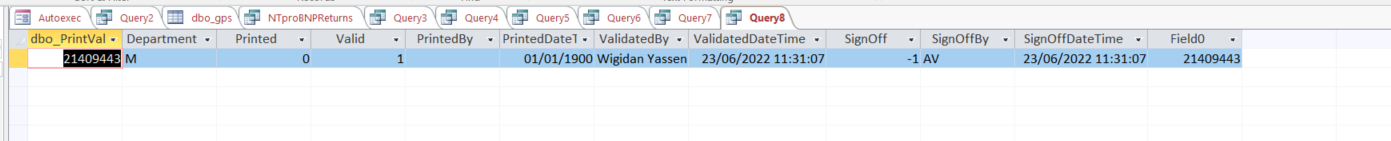 Autoexec Query2 dbo_gps NTproBNPReturns Query3 Query4 Query5 Query6 Query7 Query8
dbo_PrintVal Department Printed Valid PrintedBy PrintedDateT ValidatedBy ValidatedDateTime SignOff SignOffBy SignOffDateTime Field0
21409443 M 0 1 01/01/1900 Wigidan Yassen 23/06/2022 11:31:07 -1 AV 23/06/2022 11:31:07 21409443